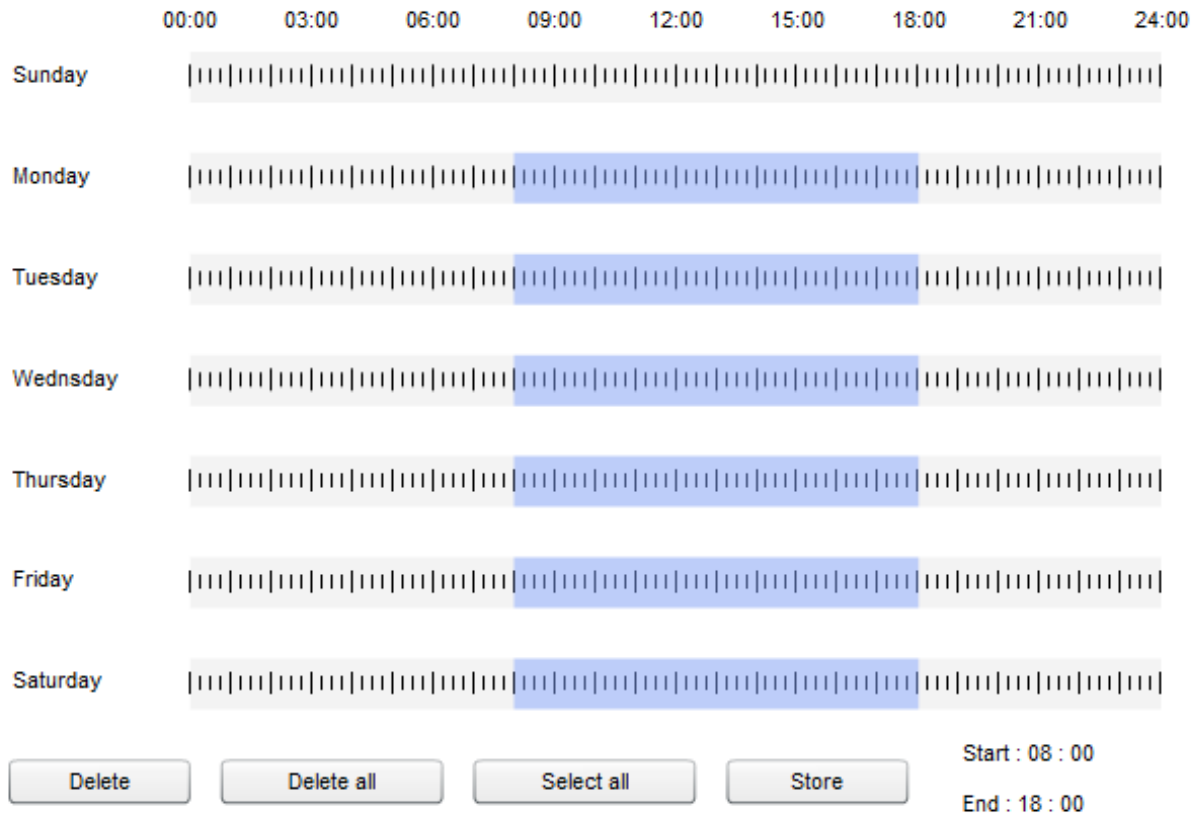 00:00 03:00 06:00 09:00 12:00 15:00 18:00 21:00 24:00
Sunday
Monday
Tuesday
Wednsday
Thursday
Friday
Saturday
Delete Delete all Select all Store
Start : 08 : 00
End : 18 : 00